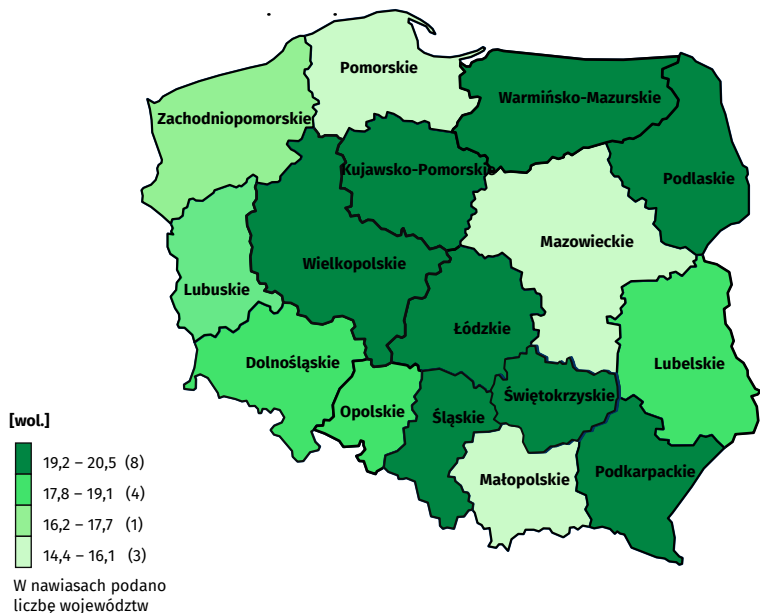 Pomorskie
Warmińsko-Mazurskie
Zachodniopomorskie
Kujawsko-Pomorskie
Podlaskie
Mazowieckie
Wielkopolskie
Lubuskie
Łódzkie
Dolnośląskie
Lubelskie
Opolskie
Śląskie
Świętokrzyskie
Małopolskie
Podkarpackie
[wol.]
19,2 – 20,5 (8)
17,8 – 19,1 (4)
16,2 – 17,7 (1)
14,4 – 16,1 (3)
W nawiasach podano
liczbę województw